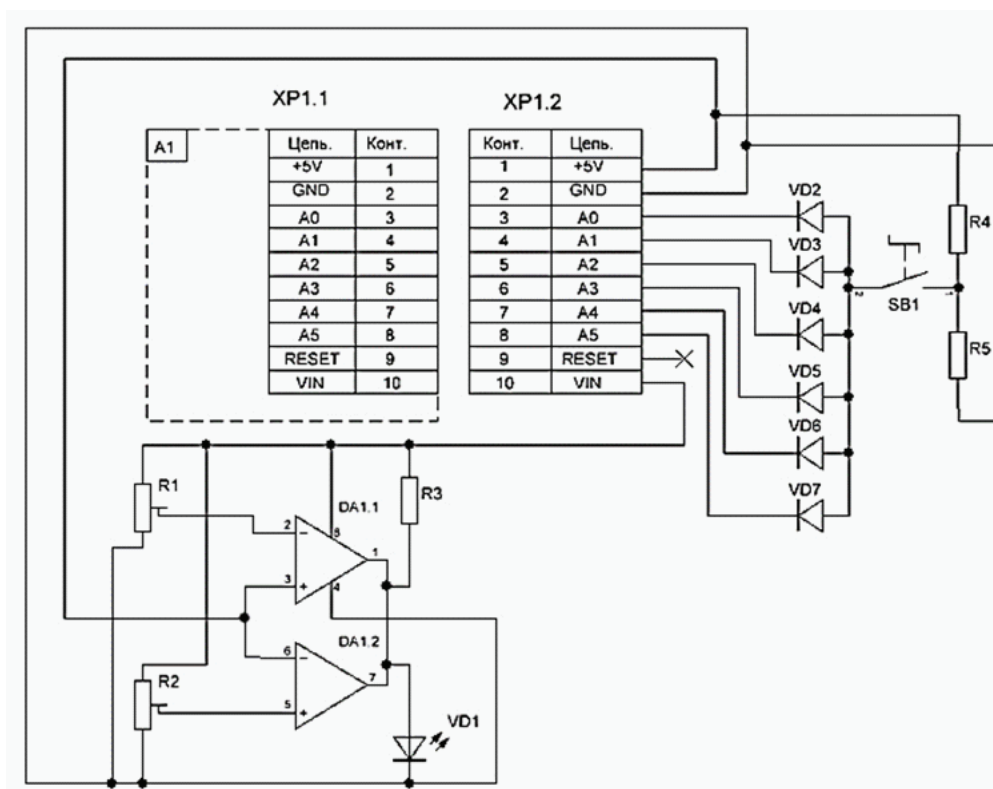 XP1.1
XP1.2
A1
Цепь. Конт.
+5V 1
GND 2
A0 3
A1 4
A2 5
A3 6
A4 7
A5 8
RESET 9
VIN 10
Конт. Цепь.
1 +5V
2 GND
3 A0
4 A1
5 A2
6 A3
7 A4
8 A5
9 RESET
10 VIN
VD2
VD3
VD4
VD5
VD6
VD7
2
1
SB1
R4
R5
R1
R2
R3
DA1.1
2 –
3 +
8
4
1
DA1.2
6 –
5 +
7
VD1